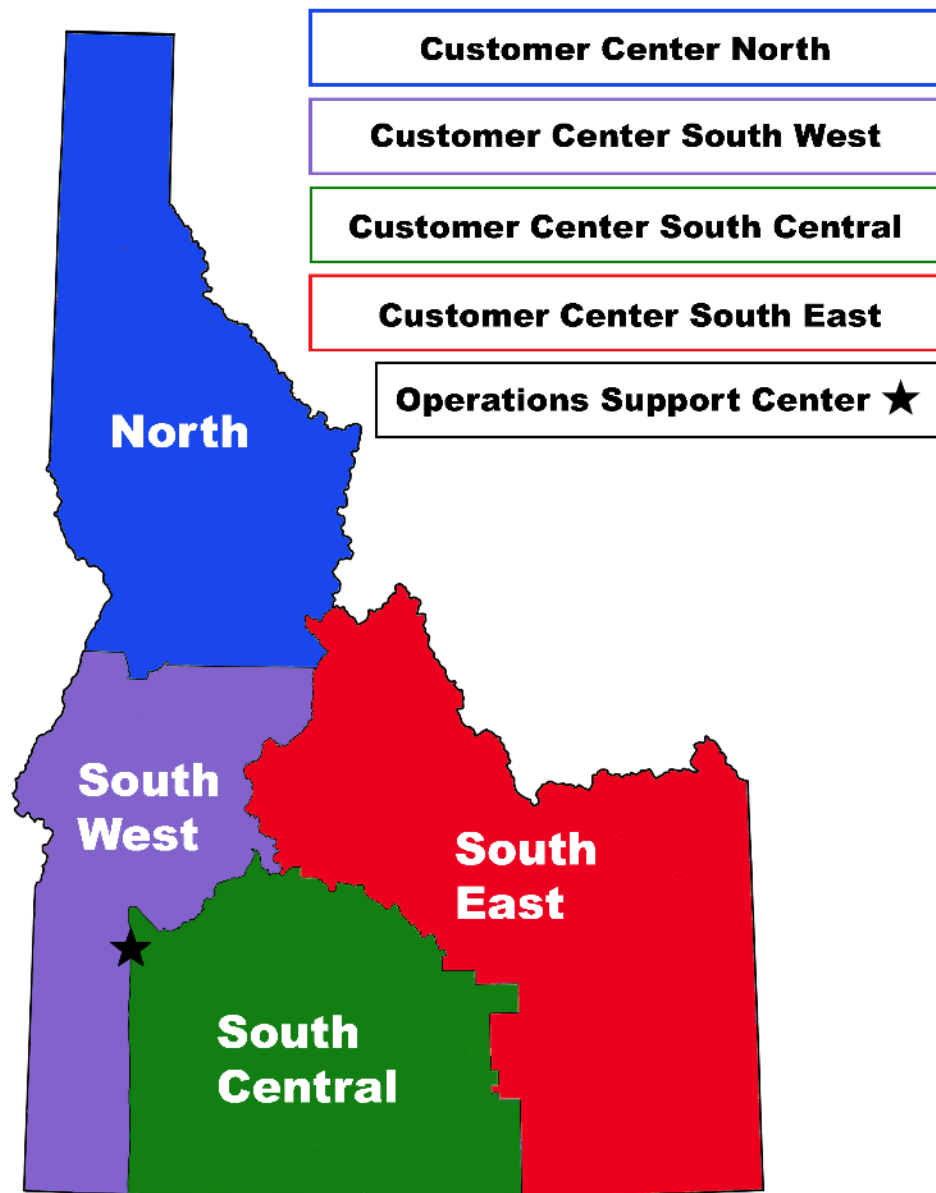 Customer Center North
Customer Center South West
Customer Center South Central
Customer Center South East
Operations Support Center ★
North
South
West
South
East
South
Central